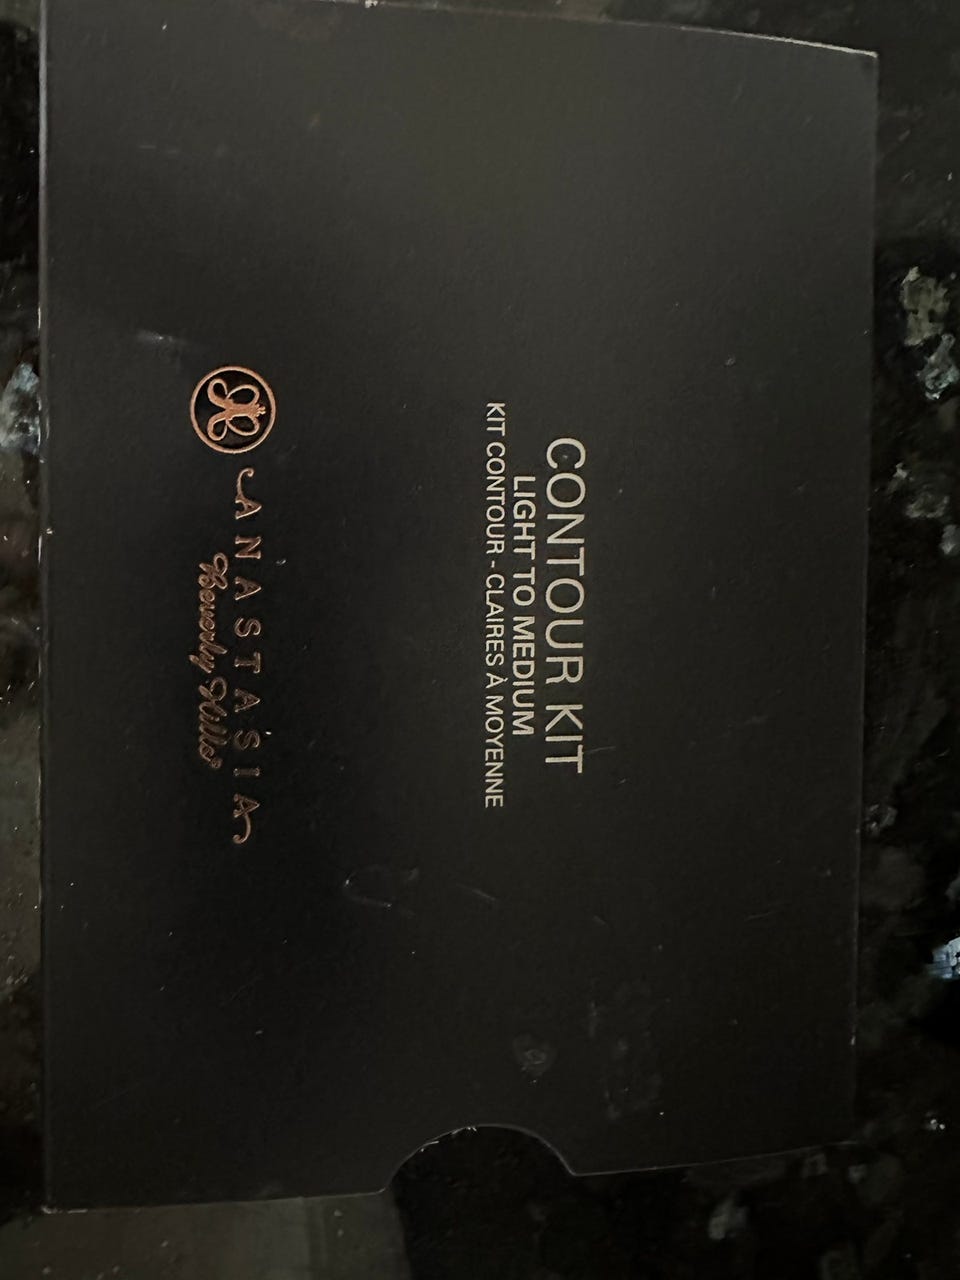 CONTOUR KIT
LIGHT TO MEDIUM
KIT CONTOUR - CLAIRES À MOYENNE
ANASTASIA
Beverly Hills®